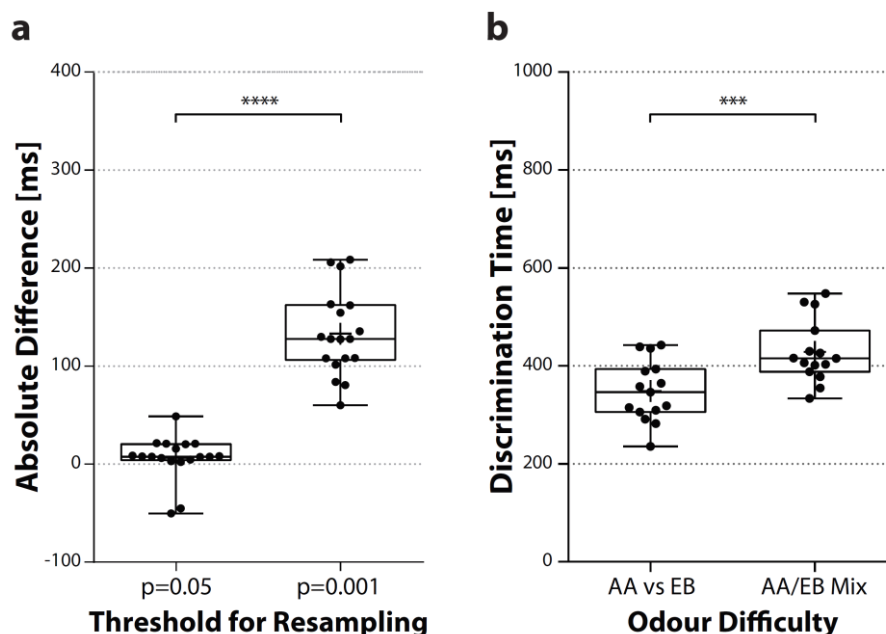 a
400
300
200
100
0
-100
Absolute Difference [ms]
****
p=0.05
p=0.001
Threshold for Resampling
b
1000
800
600
400
200
0
Discrimination Time [ms]
***
AA vs EB
AA/EB Mix
Odour Difficulty